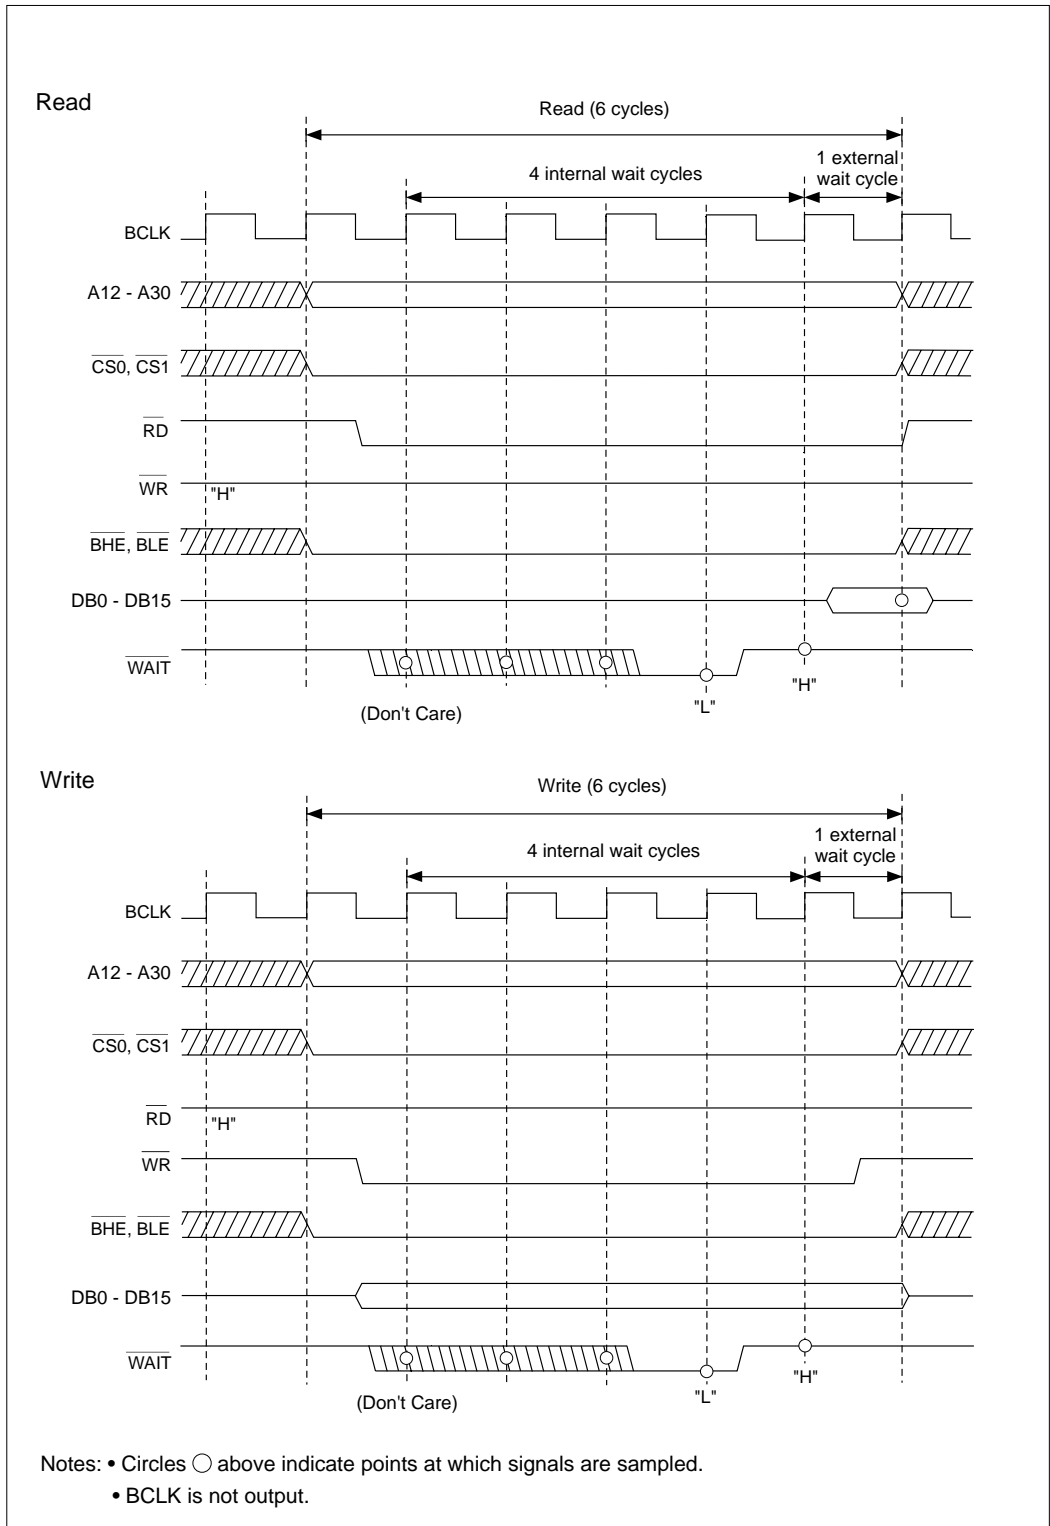 Read
Read (6 cycles)
4 internal wait cycles
1 external
wait cycle
BCLK
A12 - A30
CS0, CS1
RD
WR
"H"
BHE, BLE
DB0 - DB15
WAIT
(Don't Care)
"L"
"H"
Write
Write (6 cycles)
4 internal wait cycles
1 external
wait cycle
BCLK
A12 - A30
CS0, CS1
RD
"H"
WR
BHE, BLE
DB0 - DB15
WAIT
(Don't Care)
"L"
"H"
Notes: • Circles ○ above indicate points at which signals are sampled.
• BCLK is not output.